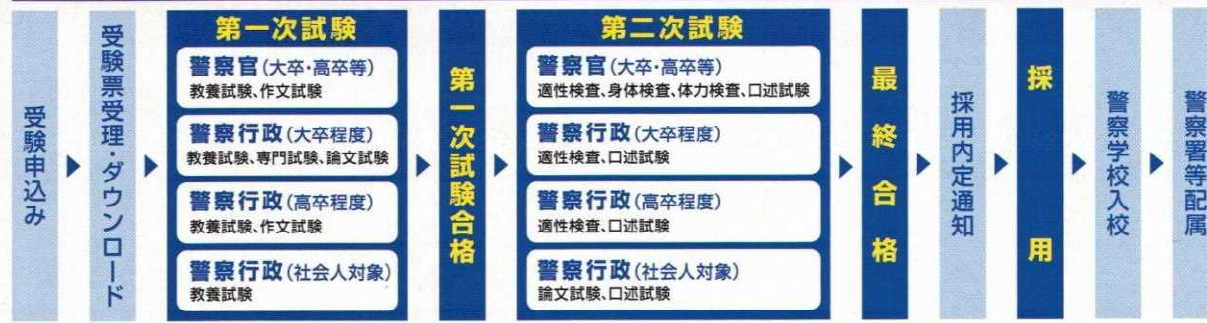 受験申込み
受験票受理・ダウンロード
第一次試験
警察官(大卒・高卒等)
教養試験、作文試験
警察行政(大卒程度)
教養試験、専門試験、論文試験
警察行政(高卒程度)
教養試験、作文試験
警察行政(社会人対象)
教養試験
第一次試験合格
第二次試験
警察官(大卒・高卒等)
適性検査、身体検査、体力検査、口述試験
警察行政(大卒程度)
適性検査、口述試験
警察行政(高卒程度)
適性検査、口述試験
警察行政(社会人対象)
論文試験、口述試験
最終合格
採用内定通知
採用
警察学校入校
警察署等配属